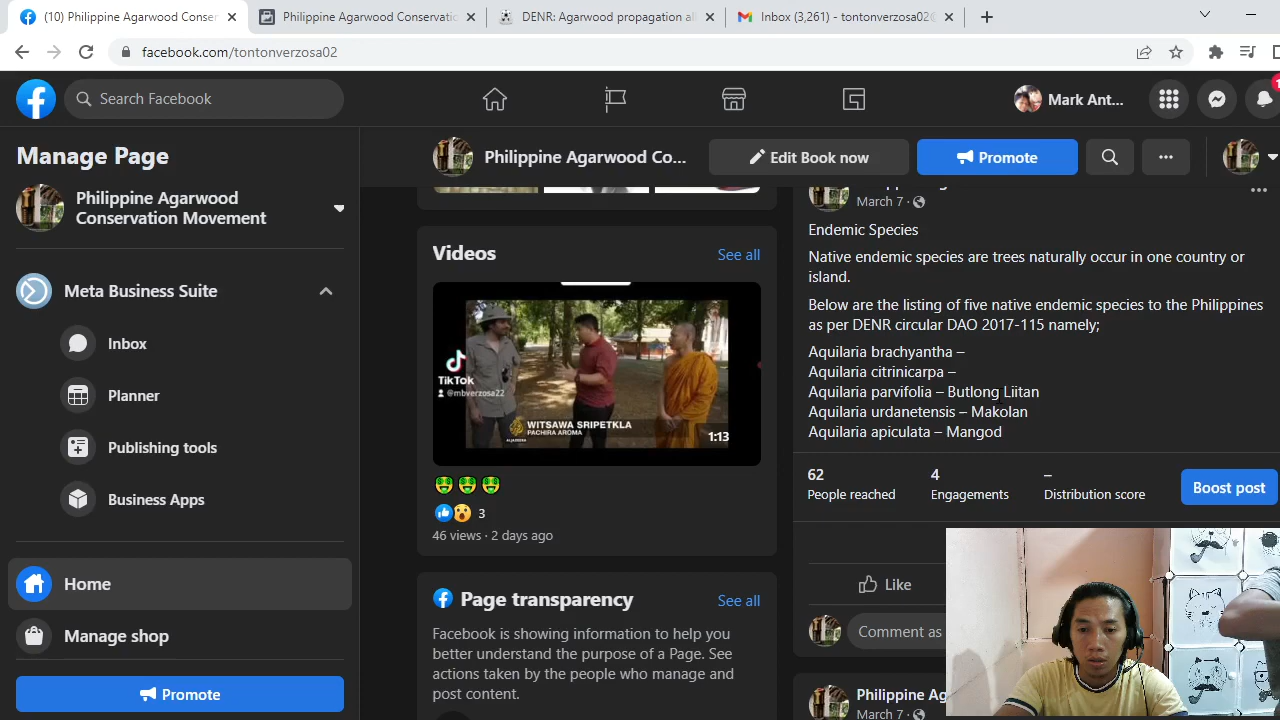 (10) Philippine Agarwood Conser
Philippine Agarwood Conservati
DENR: Agarwood propagation al
Inbox (3,261) - tontonverzosa02
facebook.com/tontonverzosa02
Search Facebook
Mark Ant...
Manage Page
Philippine Agarwood Co...
Edit Book now
Promote
Philippine Agarwood
Conservation Movement
Meta Business Suite
Inbox
Planner
Publishing tools
Business Apps
Home
Manage shop
Promote
Videos
See all
TikTok
@mbverzosa22
WITSAWA SRIPETKLA
PACHIRA AROMA
ALJAZEERA
1:13
3
46 views · 2 days ago
Page transparency
See all
Facebook is showing information to help you
better understand the purpose of a Page. See
actions taken by the people who manage and
post content.
March 7 ·
Endemic Species
Native endemic species are trees naturally occur in one country or
island.
Below are the listing of five native endemic species to the Philippines
as per DENR circular DAO 2017-115 namely;
Aquilaria brachyantha –
Aquilaria citrinicarpa –
Aquilaria parvifolia – Butlong Liitan
Aquilaria urdanetensis – Makolan
Aquilaria apiculata – Mangod
62
People reached
4
Engagements
–
Distribution score
Boost post
Like
Comment as
Philippine Ag
March 7 ·